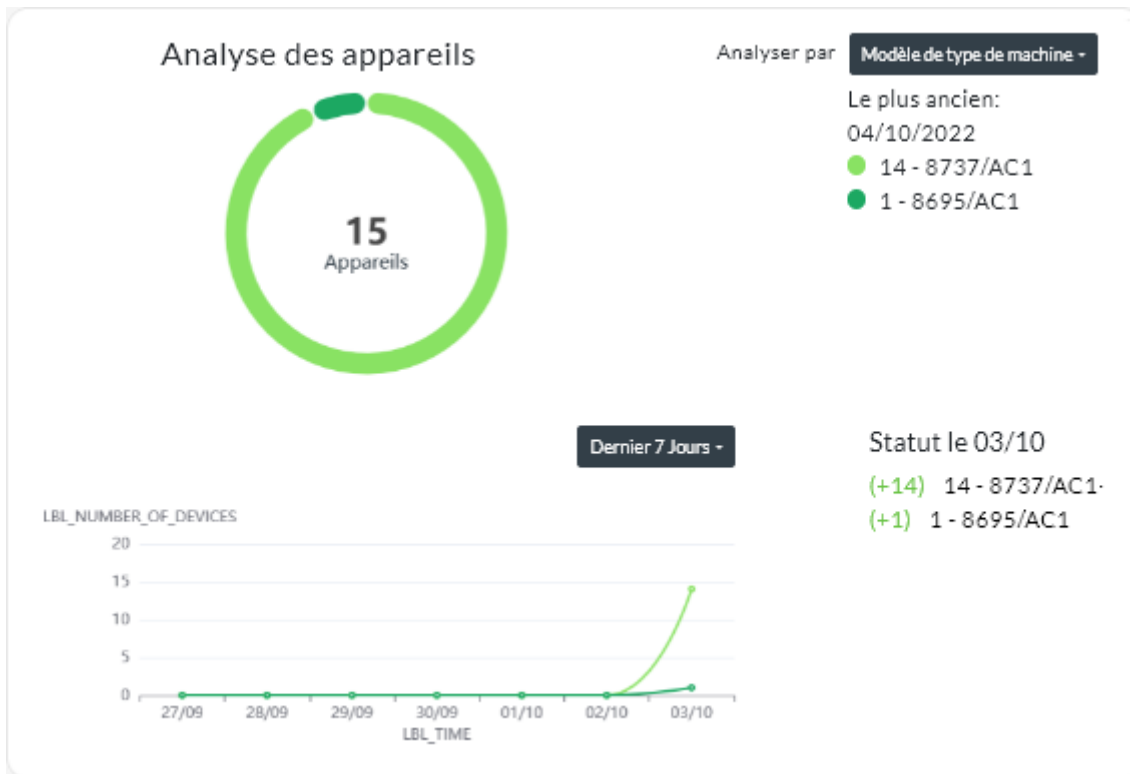 Analyse des appareils
Analyser par Modèle de type de machine
Le plus ancien:
04/10/2022
14 - 8737/AC1
1 - 8695/AC1
15
Appareils
Dernier 7 Jours
Statut le 03/10
(+14) 14 - 8737/AC1-
(+1) 1 - 8695/AC1
LBL_NUMBER_OF_DEVICES
20
15
10
5
0
27/09 28/09 29/09 30/09 01/10 02/10 03/10
LBL_TIME